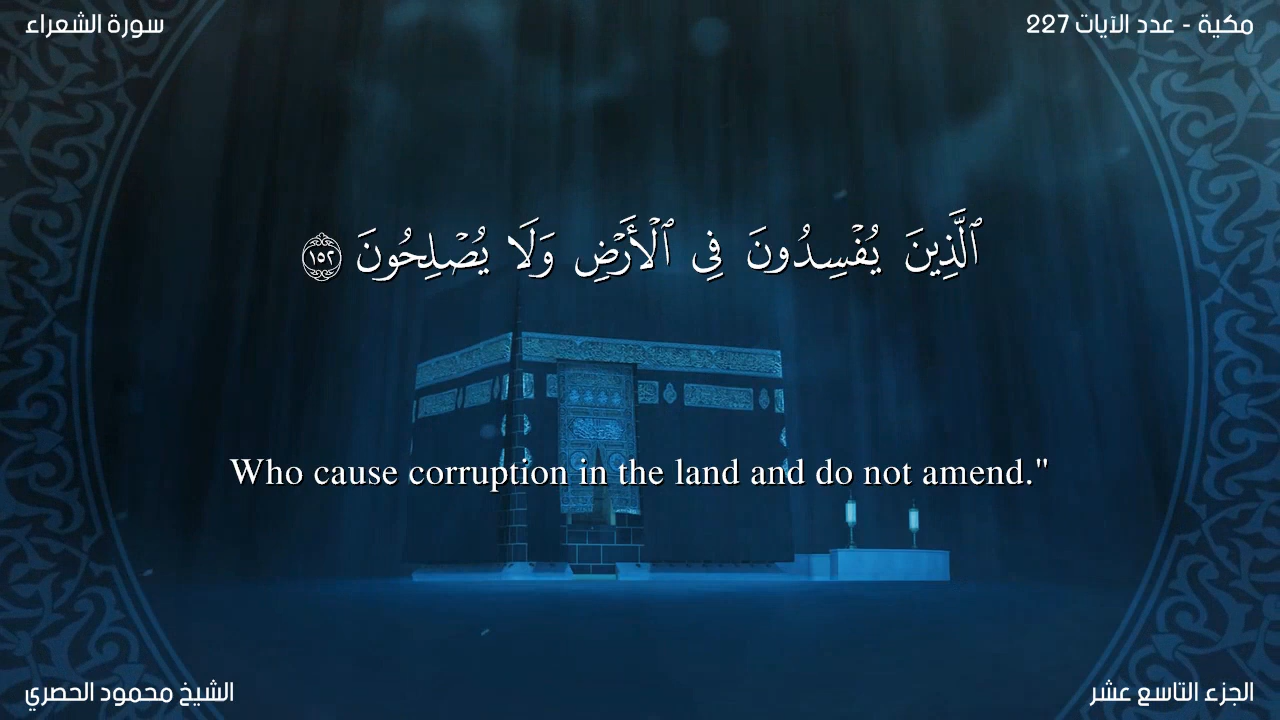 سورة الشعراء
مكية - عدد الآيات 227
ٱلَّذِينَ يُفْسِدُونَ فِى ٱلْأَرْضِ وَلَا يُصْلِحُونَ ١٥٢
Who cause corruption in the land and do not amend."
الشيخ محمود الحصري
الجزء التاسع عشر